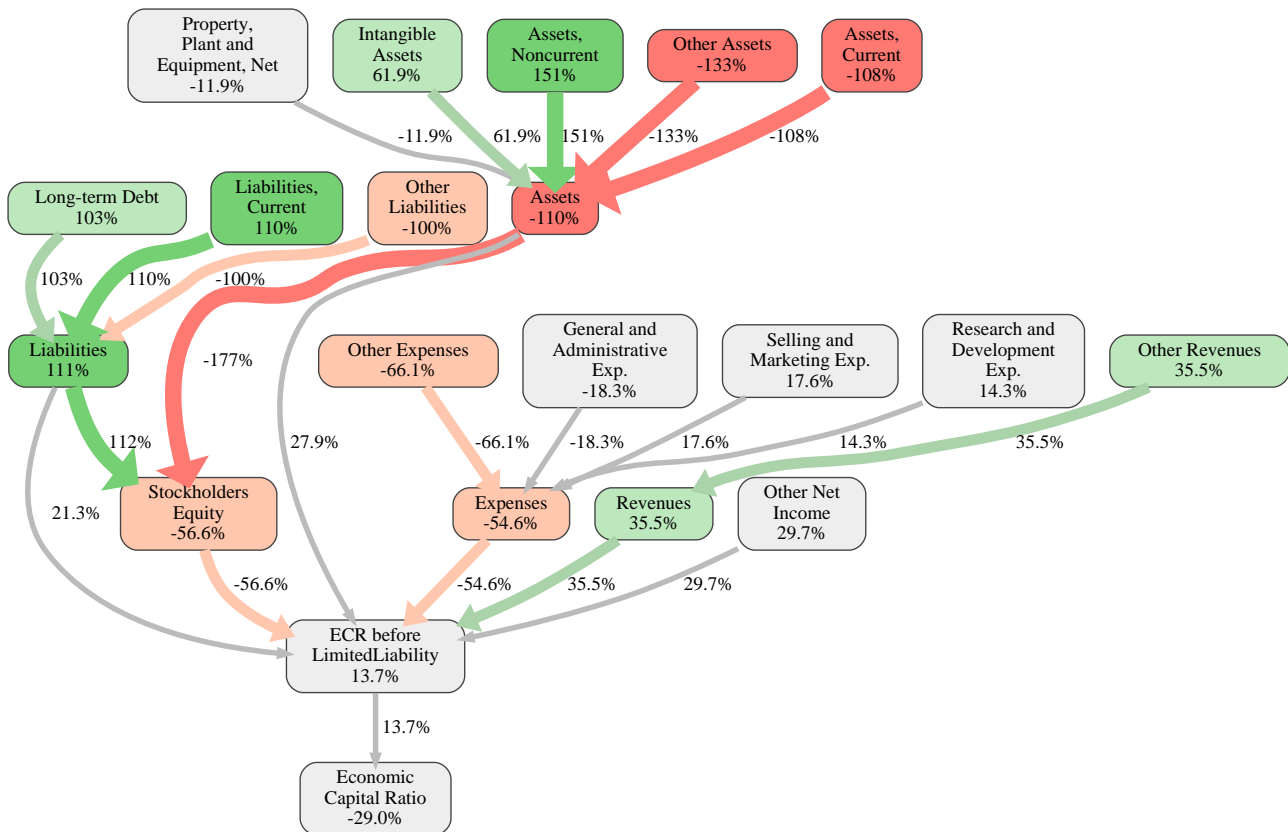 Property,
Plant and
Equipment, Net
-11.9%
Intangible
Assets
61.9%
Assets,
Noncurrent
151%
Other Assets
-133%
Assets,
Current
-108%
-11.9%
61.9%
151%
-133%
-108%
Long-term Debt
103%
Liabilities,
Current
110%
Other
Liabilities
-100%
Assets
-110%
103%
110%
-100%
Liabilities
111%
-177%
Other Expenses
-66.1%
General and
Administrative
Exp.
-18.3%
Selling and
Marketing Exp.
17.6%
Research and
Development
Exp.
14.3%
Other Revenues
35.5%
112%
27.9%
-66.1%
-18.3%
17.6%
14.3%
35.5%
21.3%
Stockholders
Equity
-56.6%
Expenses
-54.6%
Revenues
35.5%
Other Net
Income
29.7%
-56.6%
-54.6%
35.5%
29.7%
ECR before
LimitedLiability
13.7%
13.7%
Economic
Capital Ratio
-29.0%